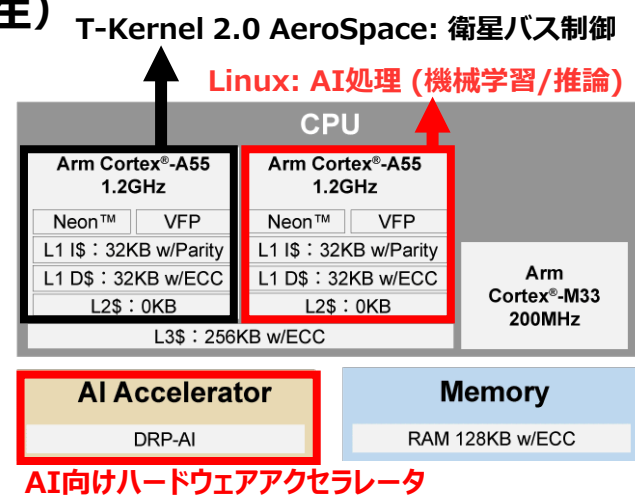 生)
T-Kernel 2.0 AeroSpace: 衛星バス制御
Linux: AI処理 (機械学習/推論)
CPU
Arm Cortex®-A55
1.2GHz
Neon™ VFP
L1 I$：32KB w/Parity
L1 D$：32KB w/ECC
L2$：0KB
Arm Cortex®-A55
1.2GHz
Neon™ VFP
L1 I$：32KB w/Parity
L1 D$：32KB w/ECC
L2$：0KB
Arm
Cortex®-M33
200MHz
L3$：256KB w/ECC
AI Accelerator
DRP-AI
Memory
RAM 128KB w/ECC
AI向けハードウェアアクセラレータ